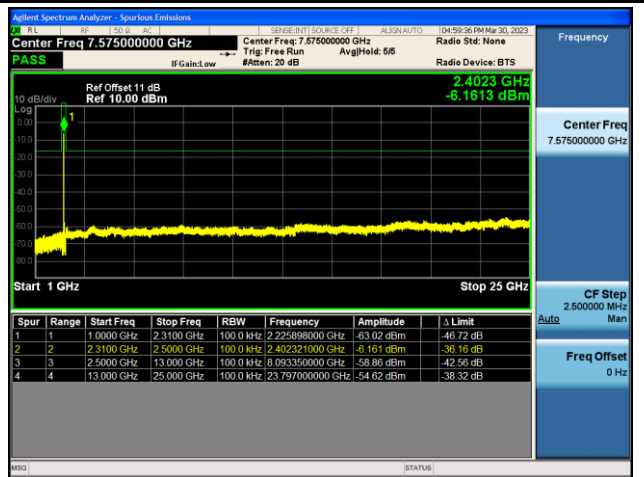 Agilent Spectrum Analyzer - Spurious Emissions
RL RF 50 Ω AC SENSE:INT SOURCE OFF ALIGN AUTO 04:59:36 PM Mar 30, 2023
Center Freq 7.575000000 GHz Center Freq: 7.575000000 GHz Radio Std: None Frequency
Trig: Free Run Avg|Hold: 5/5
PASS IFGain:Low #Atten: 20 dB Radio Device: BTS
2.4023 GHz
-6.1613 dBm
Ref Offset 11 dB
10 dB/div Ref 10.00 dBm
Log
1
0.00
-10.0
-20.0
-30.0
-40.0
-50.0
-60.0
-70.0
-80.0
Start 1 GHz Stop 25 GHz
Spur Range Start Freq Stop Freq RBW Frequency Amplitude Δ Limit
1 1 1.0000 GHz 2.3100 GHz 100.0 kHz 2.225898000 GHz -63.02 dBm -46.72 dB
2 2 2.3100 GHz 2.5000 GHz 100.0 kHz 2.402321000 GHz -6.161 dBm -36.16 dB
3 3 2.5000 GHz 13.000 GHz 100.0 kHz 8.093350000 GHz -58.86 dBm -42.56 dB
4 4 13.000 GHz 25.000 GHz 100.0 kHz 23.797000000 GHz -54.62 dBm -38.32 dB
Center Freq
7.575000000 GHz
CF Step
2.500000 MHz
Auto Man
Freq Offset
0 Hz
MSG STATUS